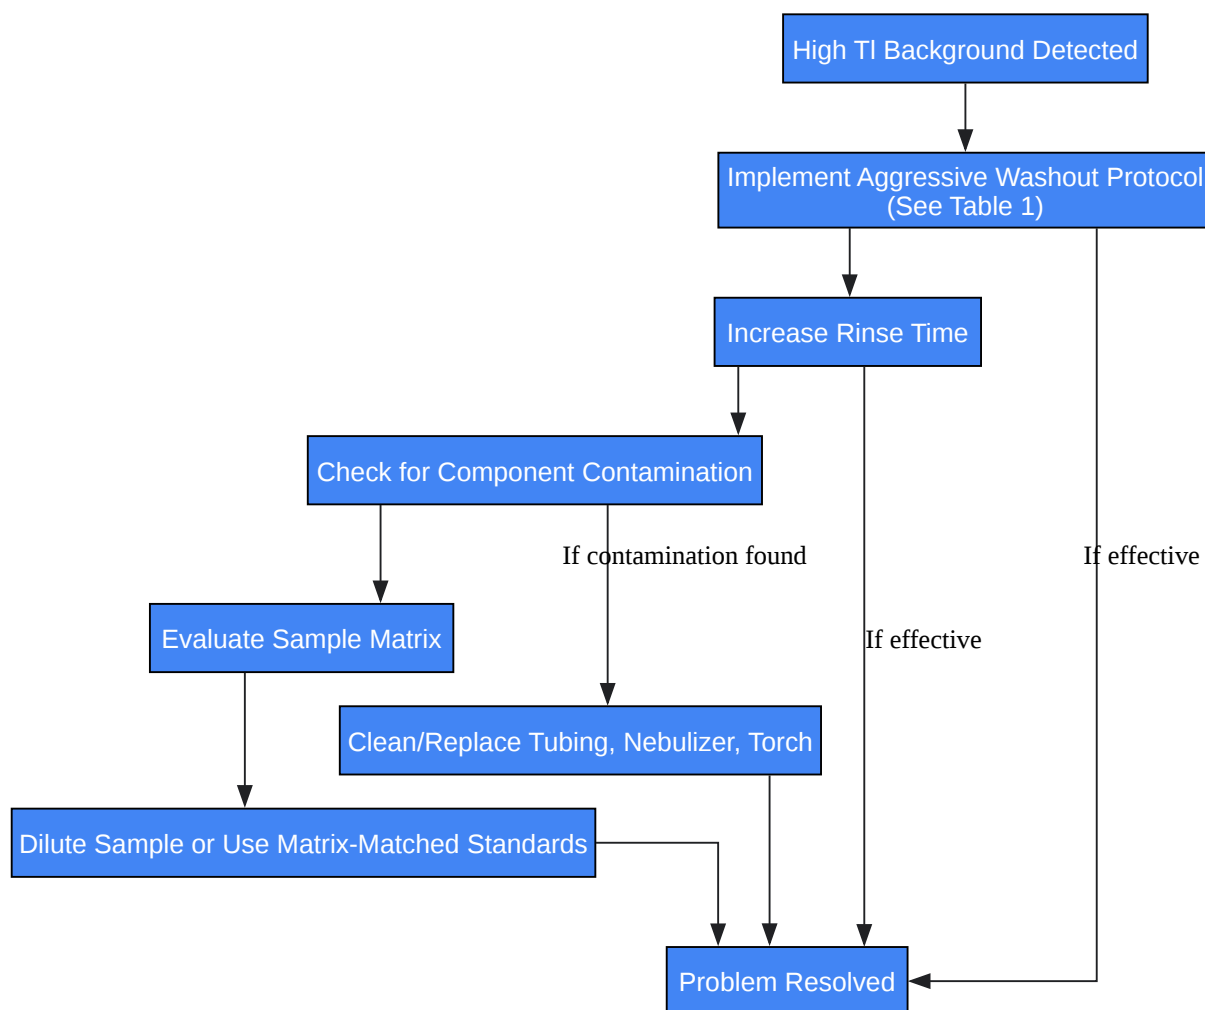 High Tl Background Detected
Implement Aggressive Washout Protocol
(See Table 1)
Increase Rinse Time
Check for Component Contamination
If contamination found
If effective
Evaluate Sample Matrix
If effective
Clean/Replace Tubing, Nebulizer, Torch
Dilute Sample or Use Matrix-Matched Standards
Problem Resolved